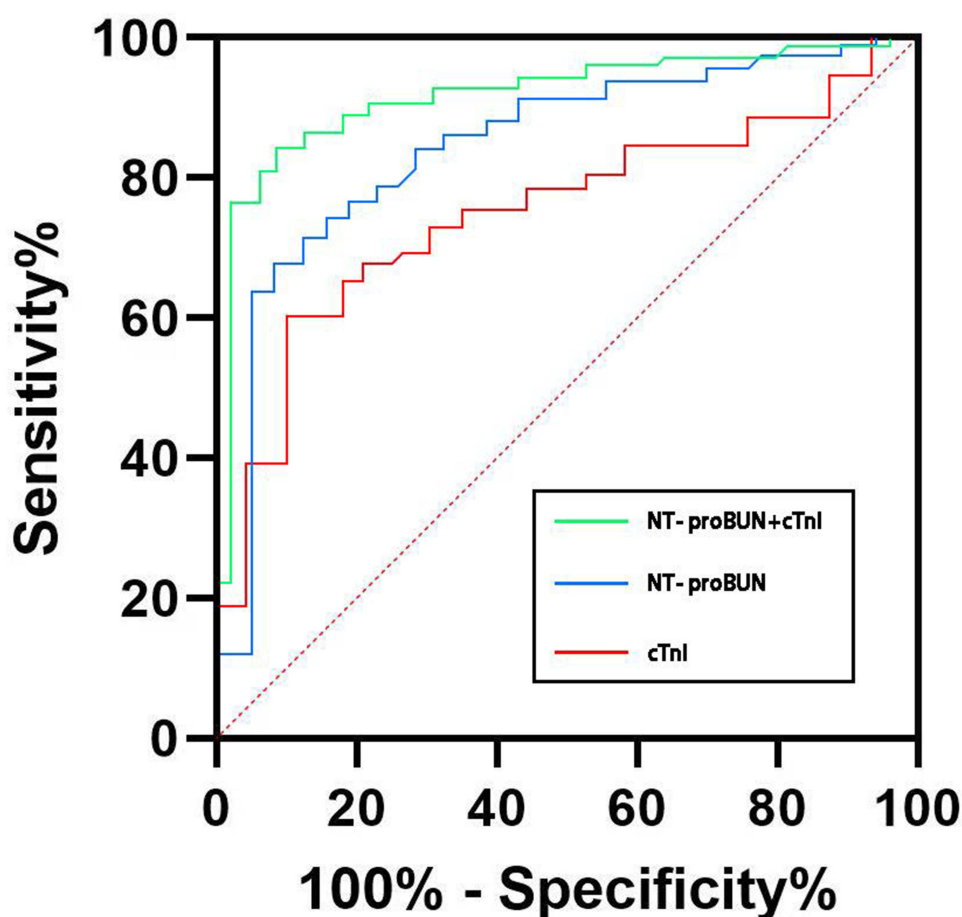 Sensitivity%
100
80
60
40
20
0
NT-proBUN+cTnI
NT-proBUN
cTnI
0 20 40 60 80 100
100% - Specificity%